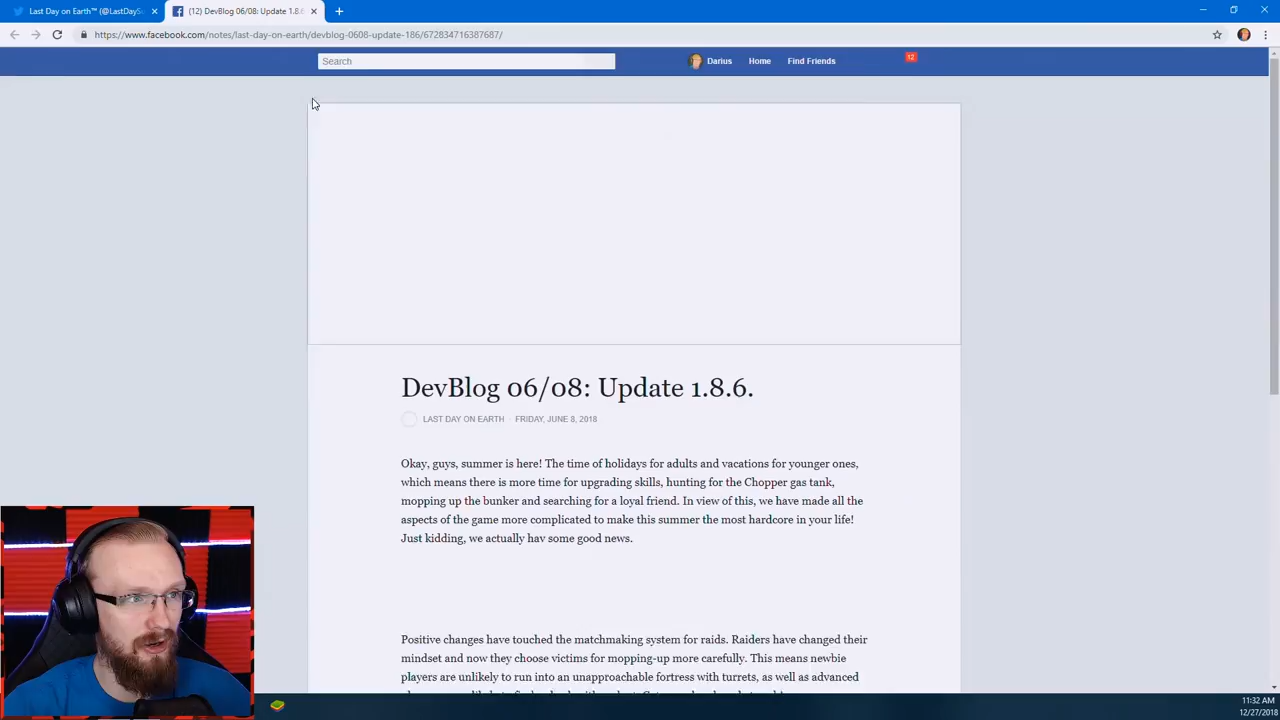 Last Day on Earth™ (@LastDayS
(12) DevBlog 06/08: Update 1.8.6
https://www.facebook.com/notes/last-day-on-earth/devblog-0608-update-186/672834716387687/
Search
Darius
Home
Find Friends
12
DevBlog 06/08: Update 1.8.6.
LAST DAY ON EARTH · FRIDAY, JUNE 8, 2018
Okay, guys, summer is here! The time of holidays for adults and vacations for younger ones,
which means there is more time for upgrading skills, hunting for the Chopper gas tank,
mopping up the bunker and searching for a loyal friend. In view of this, we have made all the
aspects of the game more complicated to make this summer the most hardcore in your life!
Just kidding, we actually hav some good news.
Positive changes have touched the matchmaking system for raids. Raiders have changed their
mindset and now they choose victims for mopping-up more carefully. This means newbie
players are unlikely to run into an unapproachable fortress with turrets, as well as advanced
11:32 AM
12/27/2018